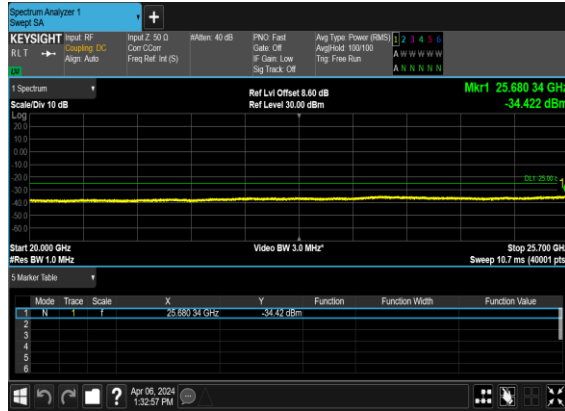 Spectrum Analyzer 1
Swept SA
+
KEYSIGHT Input: RF Input Z: 50 Ω #Atten: 40 dB PNO: Fast Avg Type: Power (RMS) 1 2 3 4 5 6
RLT Coupling: DC Corr CCorr Gate: Off Avg|Hold: 100/100 A W W W W W
Align: Auto Freq Ref: Int (S) IF Gain: Low Trig: Free Run
Sig Track: Off A N N N N N
1 Spectrum Ref Lvl Offset 8.60 dB Mkr1 25.680 34 GHz
Scale/Div 10 dB Ref Level 30.00 dBm -34.422 dBm
Log
20.0
10.0
0.00
-10.0
-20.0
-30.0
-40.0
-50.0
-60.0
1
Start 20.000 GHz Video BW 3.0 MHz* Stop 25.700 GH
#Res BW 1.0 MHz Sweep 10.7 ms (40001 pts
5 Marker Table
Mode Trace Scale X Y Function Function Width Function Value
1 N 1 f 25.680 34 GHz -34.42 dBm
2
3
4
5
6
? Apr 06, 2024
1:32:57 PM